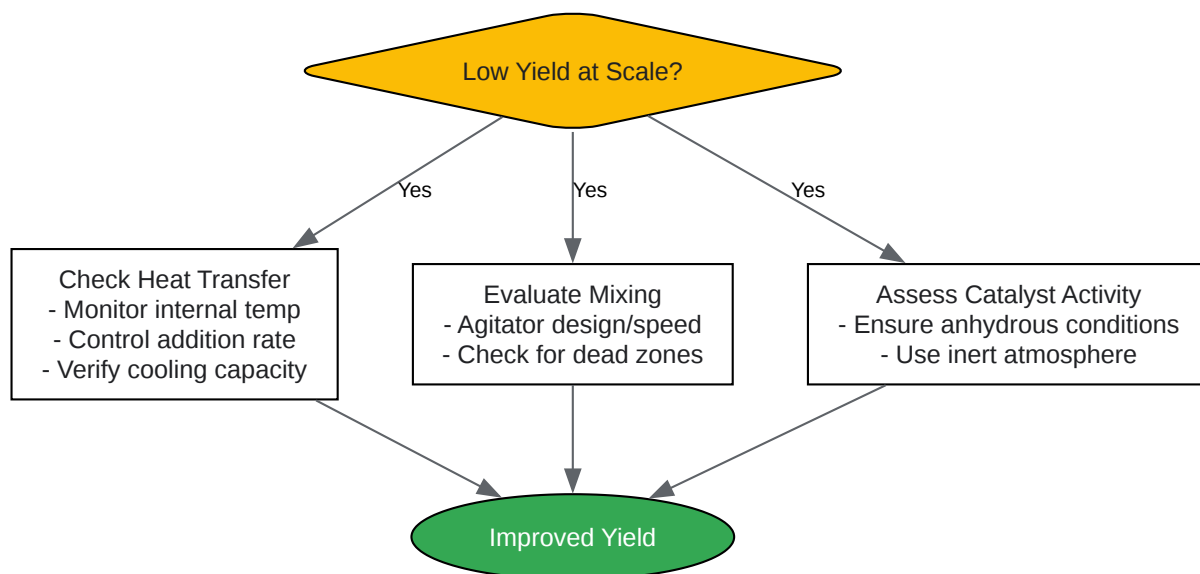 Low Yield at Scale?
Yes
Yes
Yes
Check Heat Transfer
- Monitor internal temp
- Control addition rate
- Verify cooling capacity
Evaluate Mixing
- Agitator design/speed
- Check for dead zones
Assess Catalyst Activity
- Ensure anhydrous conditions
- Use inert atmosphere
Improved Yield